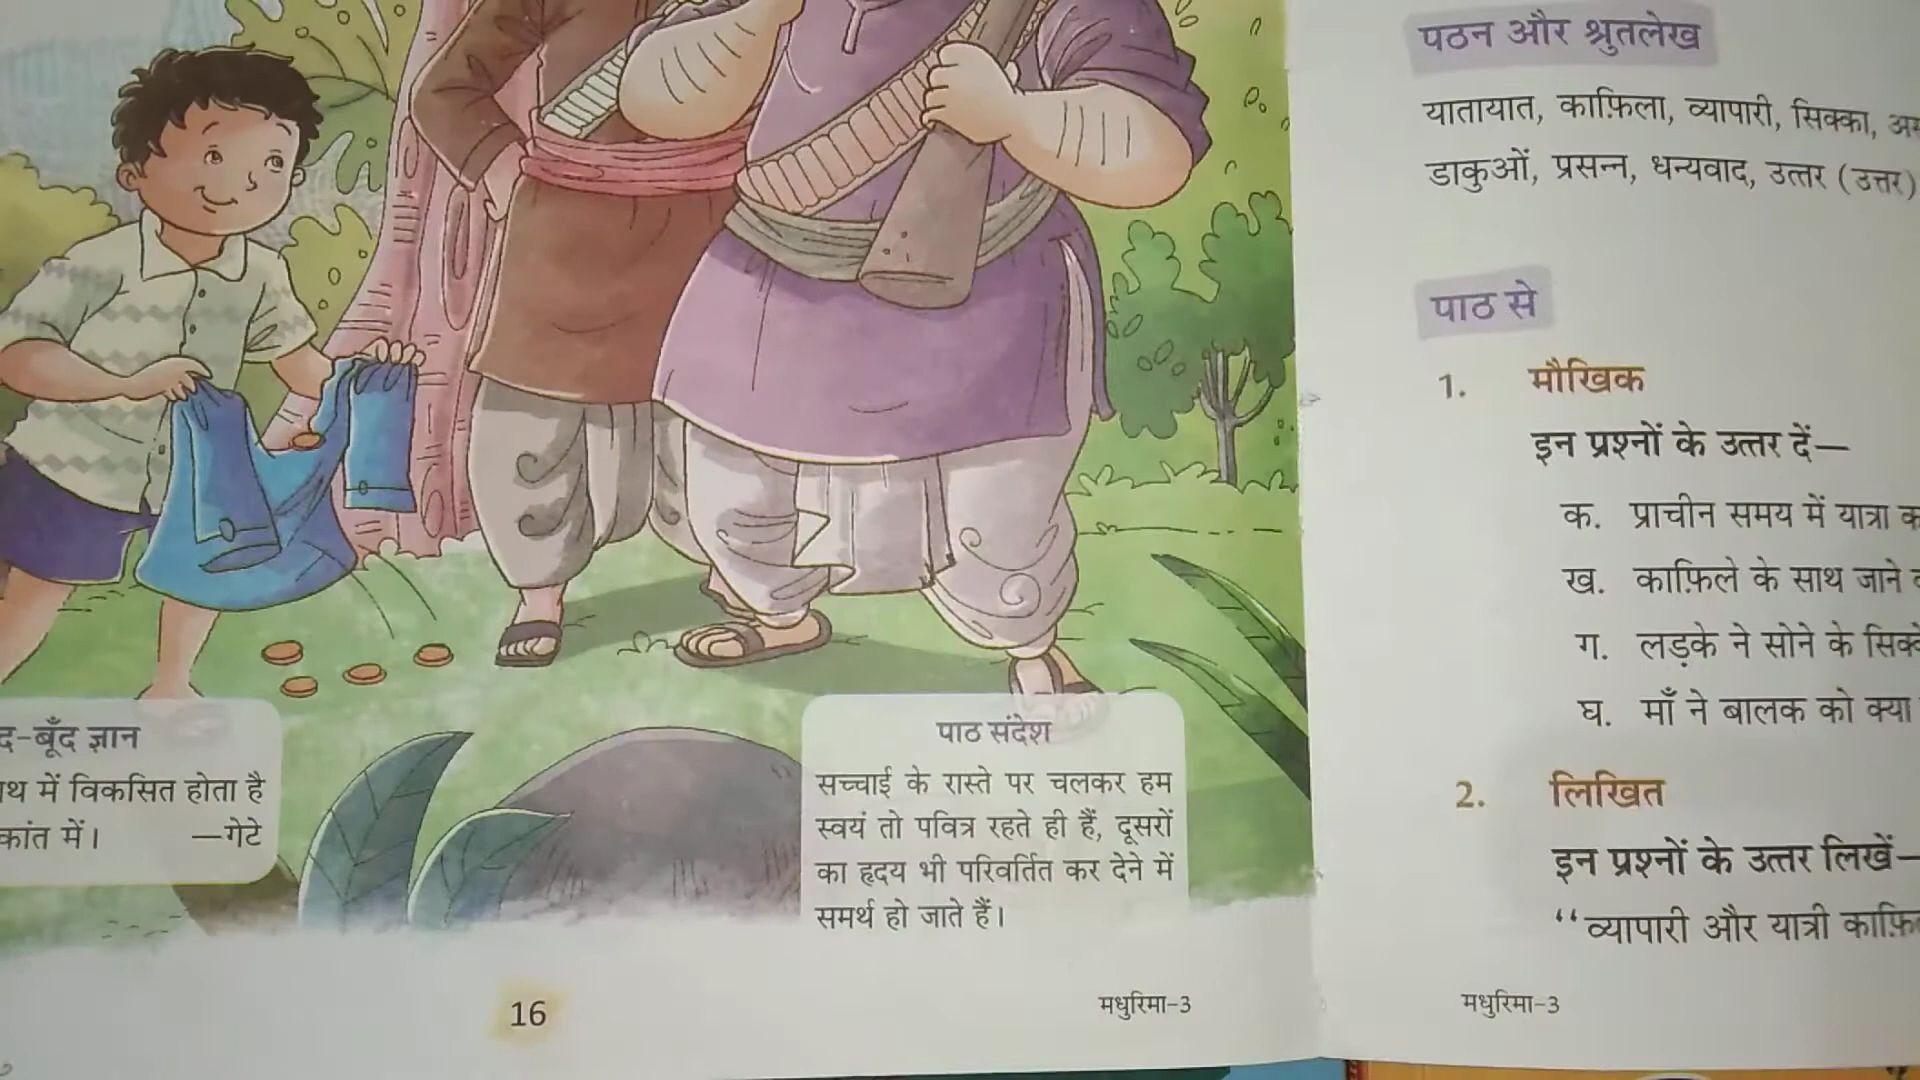 बूँद ज्ञान
में विकसित होता है
में।
—गेटे
पाठ संदेश
सच्चाई के रास्ते पर चलकर हम
स्वयं तो पवित्र रहते ही हैं, दूसरों
का हृदय भी परिवर्तित कर देने में
समर्थ हो जाते हैं।
16
मधुरिमा-3
पठन और श्रुतलेख
यातायात, काफ़िला, व्यापारी, सिक्का,
डाकुओं, प्रसन्न, धन्यवाद, उत्तर (उत्तर)
पाठ से
1. मौखिक
इन प्रश्नों के उत्तर दें—
क. प्राचीन समय में यात्रा
ख. काफ़िले के साथ जाने
ग. लड़के ने सोने के
घ. माँ ने बालक को क्या
2. लिखित
इन प्रश्नों के उत्तर लिखें—
“व्यापारी और यात्री
मधुरिमा-3